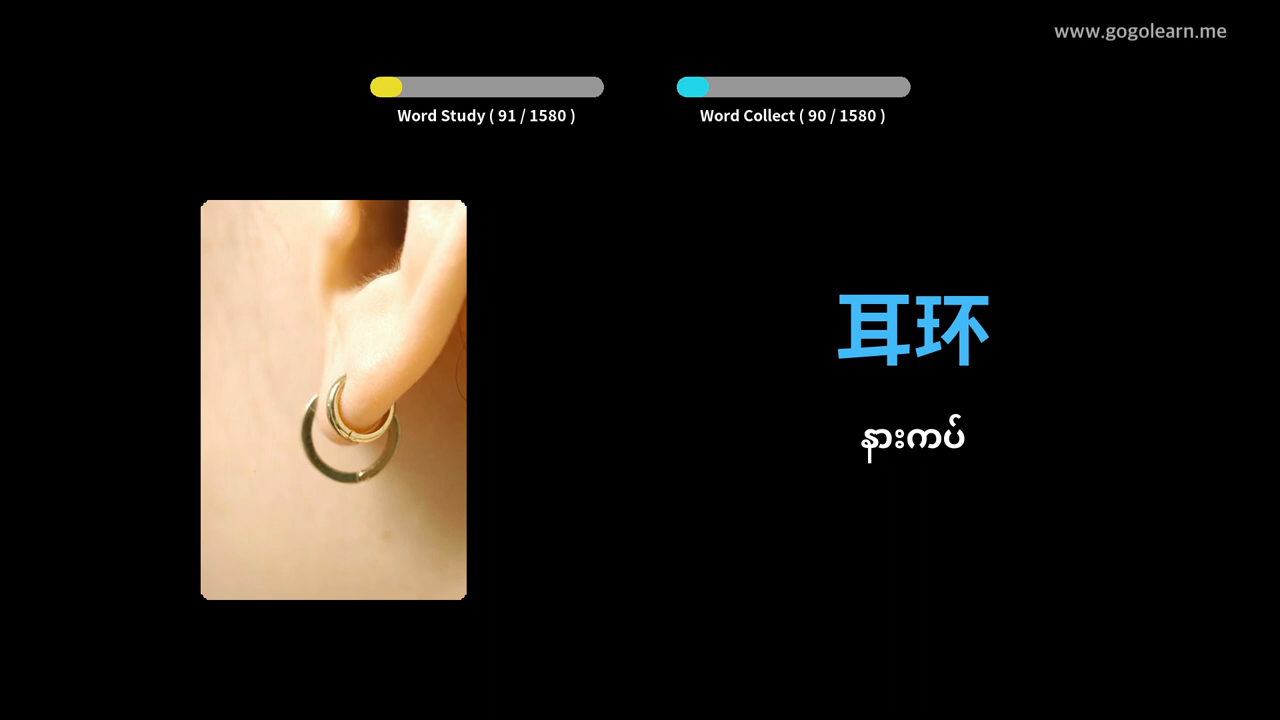 www.gogolearn.me
Word Study ( 91 / 1580 )
Word Collect ( 90 / 1580 )
耳环
နားကပ်